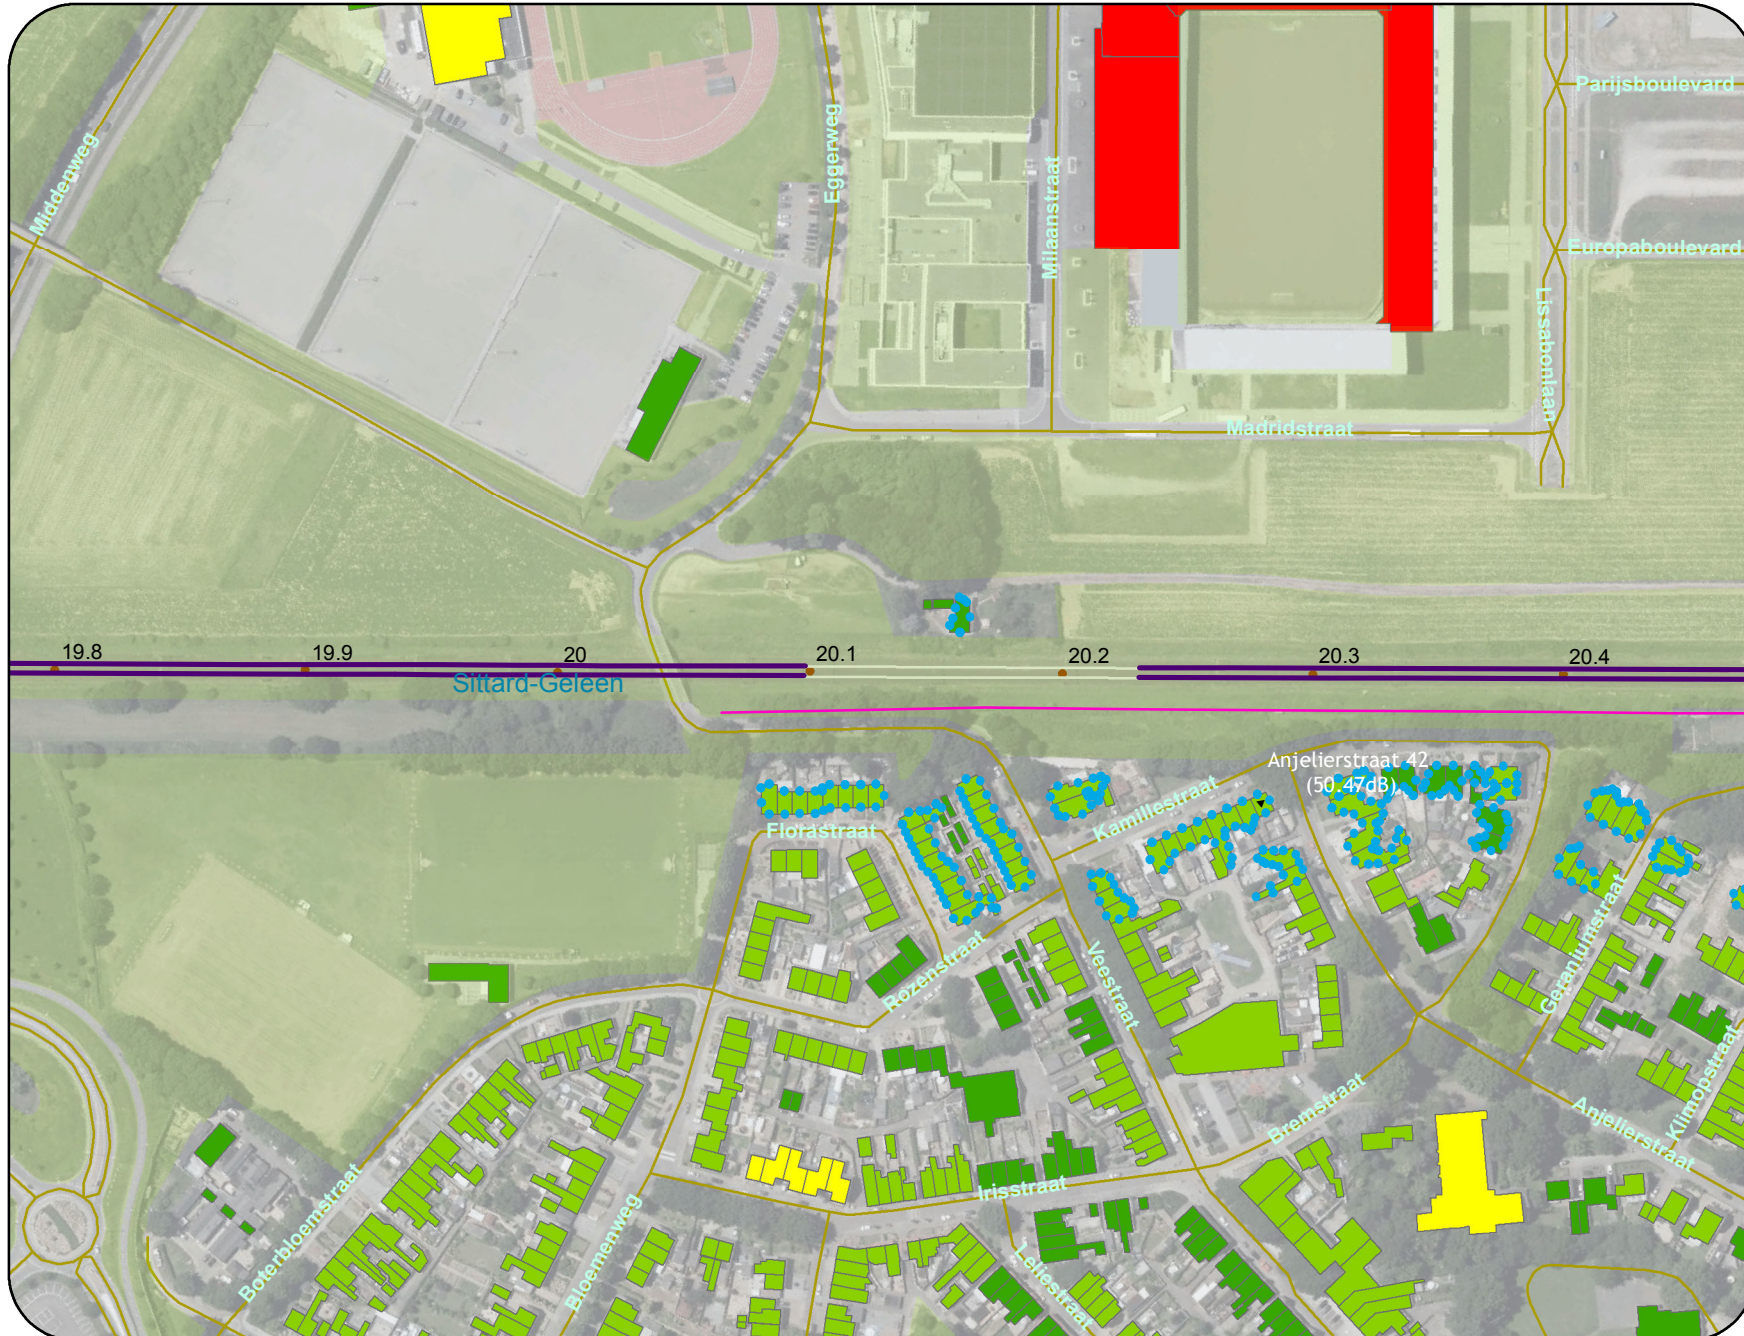 Parijsboulevard
Middenweg
Eggerweg
Milaanstraat
Europaboulevard
Lissabonlaan
Madridstraat
19.8
19.9
20
20.1
20.2
20.3
20.4
Sittard-Geleen
Anjelierstraat 42
(50.47dB)
Kamillestraat
Florastraat
Rozenstraat
Veestraat
Geraniumstraat
Klimopstraat
Bremstraat
Anjelierstraat
Irisstraat
Boterbloemstraat
Bloemenweg
Leliestraat